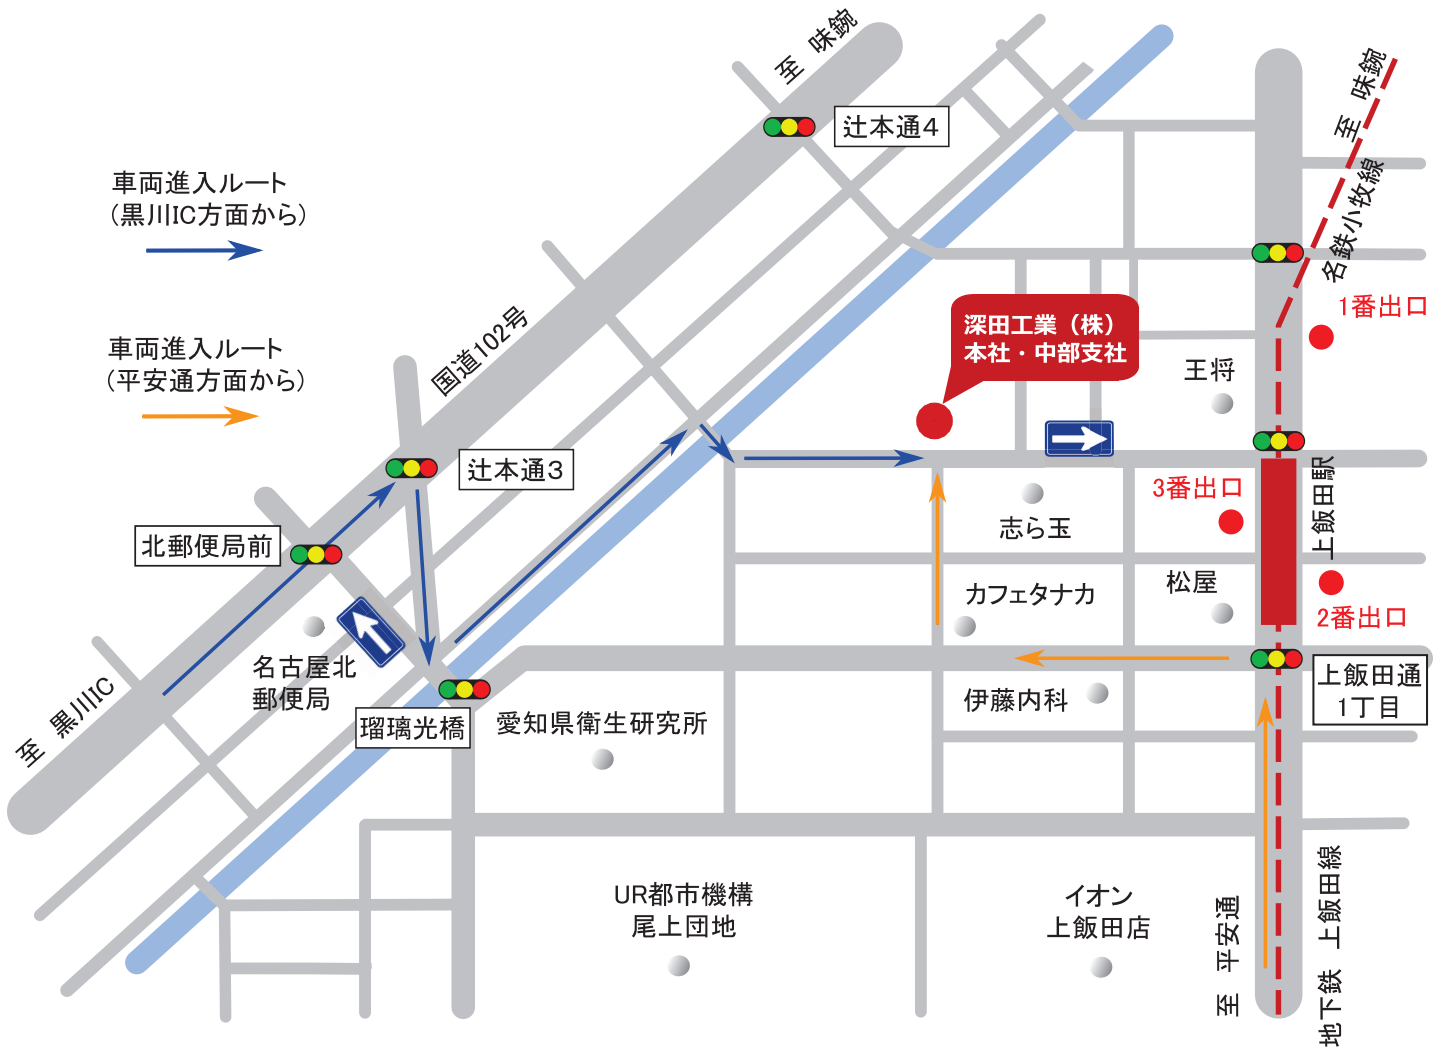 至 味鋺
辻本通4
車両進入ルート
（黒川IC方面から）
車両進入ルート
（平安通方面から）
国道102号
至 味鋺
名鉄小牧線
1番出口
深田工業（株）
本社・中部支社
王将
辻本通3
3番出口
上飯田駅
志ら玉
北郵便局前
松屋
カフェタナカ
2番出口
名古屋北
郵便局
伊藤内科
上飯田通
1丁目
至 黒川IC
瑠璃光橋
愛知県衛生研究所
UR都市機構
尾上団地
イオン
上飯田店
至 平安通
地下鉄 上飯田線